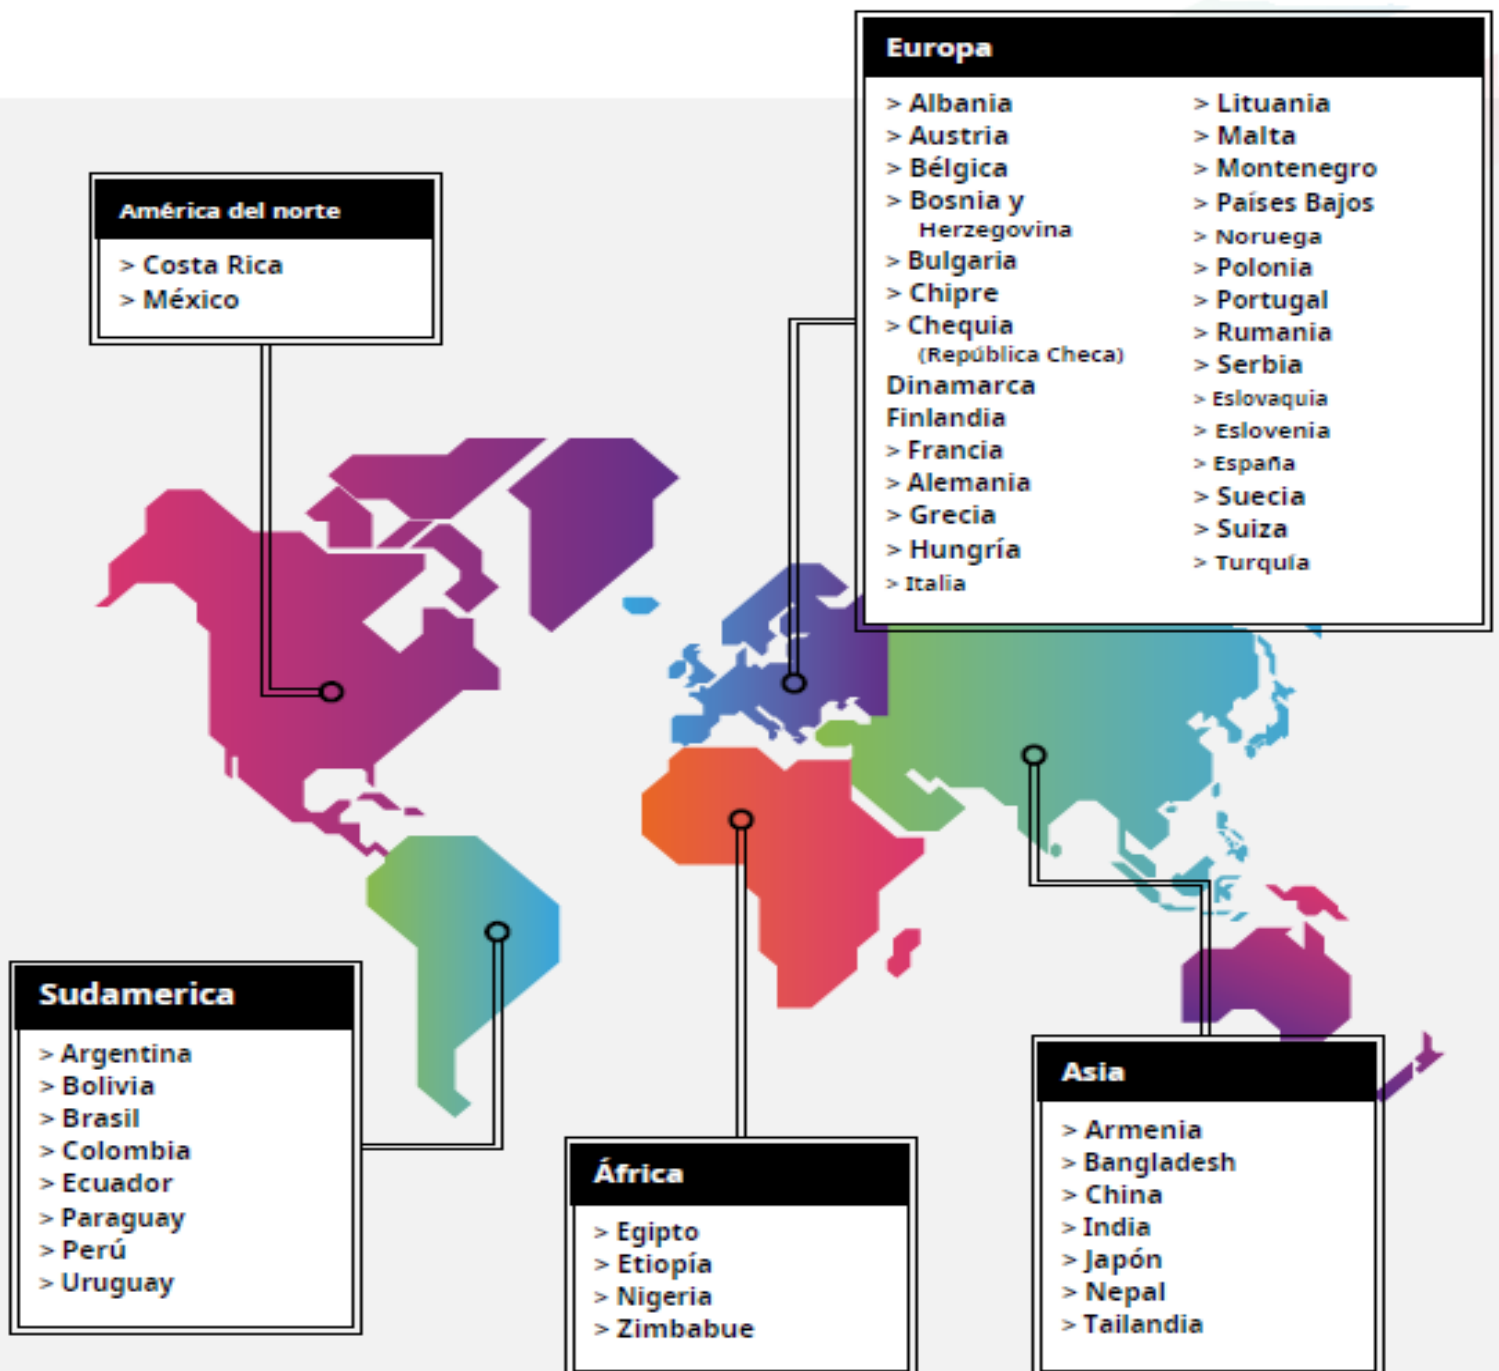 Europa
> Albania
> Austria
> Bélgica
> Bosnia y
Herzegovina
> Bulgaria
> Chipre
> Chequia
(República Checa)
Dinamarca
Finlandia
> Francia
> Alemania
> Grecia
> Hungría
> Italia
> Lituania
> Malta
> Montenegro
> Países Bajos
> Noruega
> Polonia
> Portugal
> Rumania
> Serbia
> Eslovaquia
> Eslovenia
> España
> Suecia
> Suiza
> Turquía
América del norte
> Costa Rica
> México
Sudamerica
> Argentina
> Bolivia
> Brasil
> Colombia
> Ecuador
> Paraguay
> Perú
> Uruguay
África
> Egipto
> Etiopía
> Nigeria
> Zimbabue
Asia
> Armenia
> Bangladesh
> China
> India
> Japón
> Nepal
> Tailandia